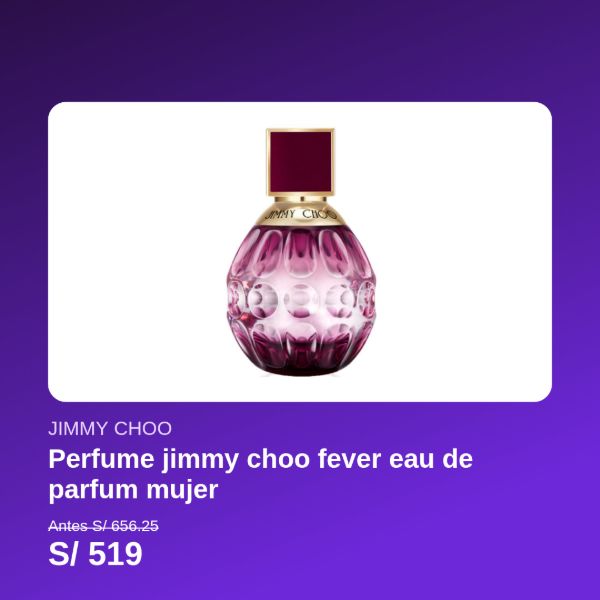 JIMMY CHOO
JIMMY CHOO
Perfume jimmy choo fever eau de
parfum mujer
Antes S/ 656.25
S/ 519